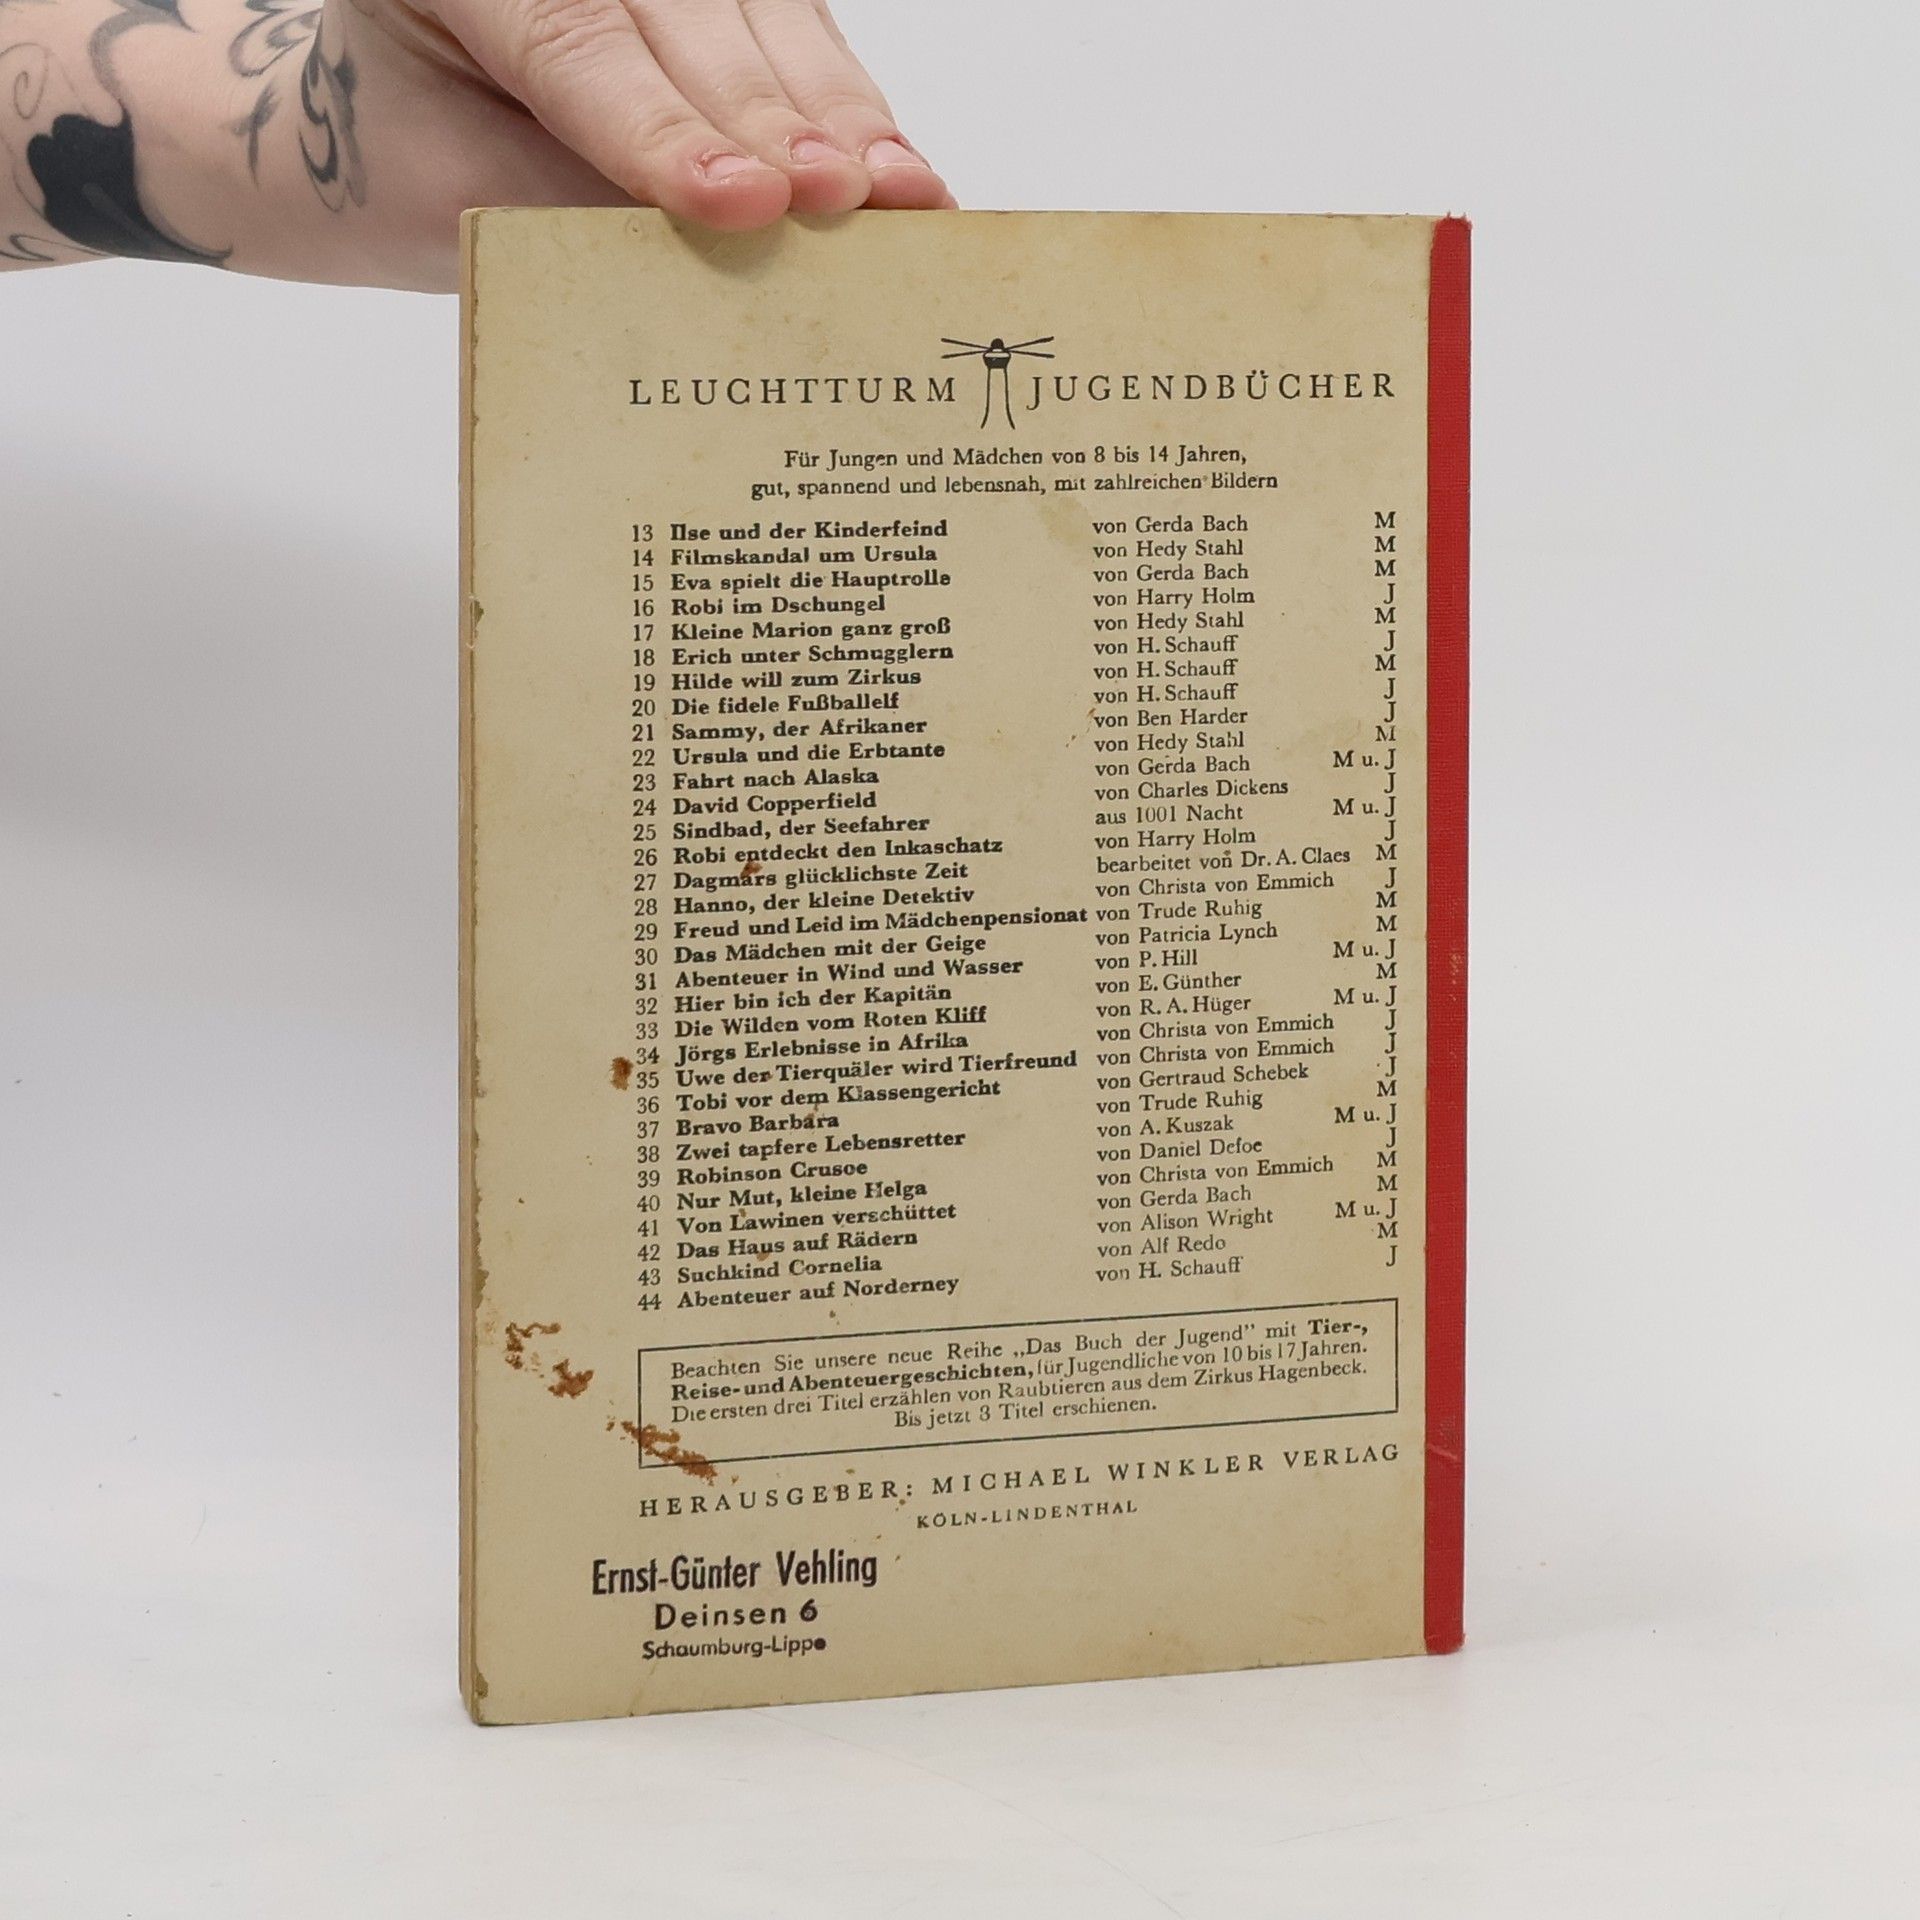 LEUCHTTURM JUGENDBÜCHER
Für Jungen und Mädchen von 8 bis 14 Jahren,
gut, spannend und lebensnah, mit zahlreichen Bildern
13 Ilse und der Kinderfeind von Gerda Bach M
14 Filmskandal um Ursula von Hedy Stahl M
15 Eva spielt die Hauptrolle von Gerda Bach M
16 Robi im Dschungel von Harry Holm J
17 Kleine Marion ganz groß von Hedy Stahl M
18 Erich unter Schmugglern von H. Schauff J
19 Hilde will zum Zirkus von H. Schauff M
20 Die fidele Fußballelf von H. Schauff J
21 Sammy, der Afrikaner von Ben Harder J
22 Ursula und die Erbtante von Hedy Stahl M
23 Fahrt nach Alaska von Gerda Bach M u. J
24 David Copperfield von Charles Dickens J
25 Sindbad, der Seefahrer aus 1001 Nacht M u. J
26 Robi entdeckt den Inkaschatz von Harry Holm J
27 Dagmars glücklichste Zeit bearbeitet von Dr. A. Claes M
28 Hanno, der kleine Detektiv von Christa von Emmich J
29 Freud und Leid im Mädchenpensionat von Trude Ruhig M
30 Das Mädchen mit der Geige von Patricia Lynch M
31 Abenteuer in Wind und Wasser von P. Hill M u. J
32 Hier bin ich der Kapitän von E. Günther M
33 Die Wilden vom Roten Kliff von R. A. Hüger M u. J
34 Jörgs Erlebnisse in Afrika von Christa von Emmich J
35 Uwe der Tierquäler wird Tierfreund von Christa von Emmich J
36 Tobi vor dem Klassengericht von Gertraud Schebek J
37 Bravo Barbara von Trude Ruhig M
38 Zwei tapfere Lebensretter von A. Kuszak M u. J
39 Robinson Crusoe von Daniel Defoe J
40 Nur Mut, kleine Helga von Christa von Emmich M
41 Von Lawinen verschüttet von Gerda Bach M
42 Das Haus auf Rädern von Alison Wright M u. J
43 Suchkind Cornelia von Alf Redo M
44 Abenteuer auf Norderney von H. Schauff J
Beachten Sie unsere neue Reihe „Das Buch der Jugend” mit Tier-,
Reise- und Abenteuergeschichten, für Jugendliche von 10 bis 17 Jahren.
Die ersten drei Titel erzählen von Raubtieren aus dem Zirkus Hagenbeck.
Bis jetzt 3 Titel erschienen.
HERAUSGEBER: MICHAEL WINKLER VERLAG
KÖLN-LINDENTHAL
Ernst-Günter Vehling
Deinsen 6
Schaumburg-Lippe